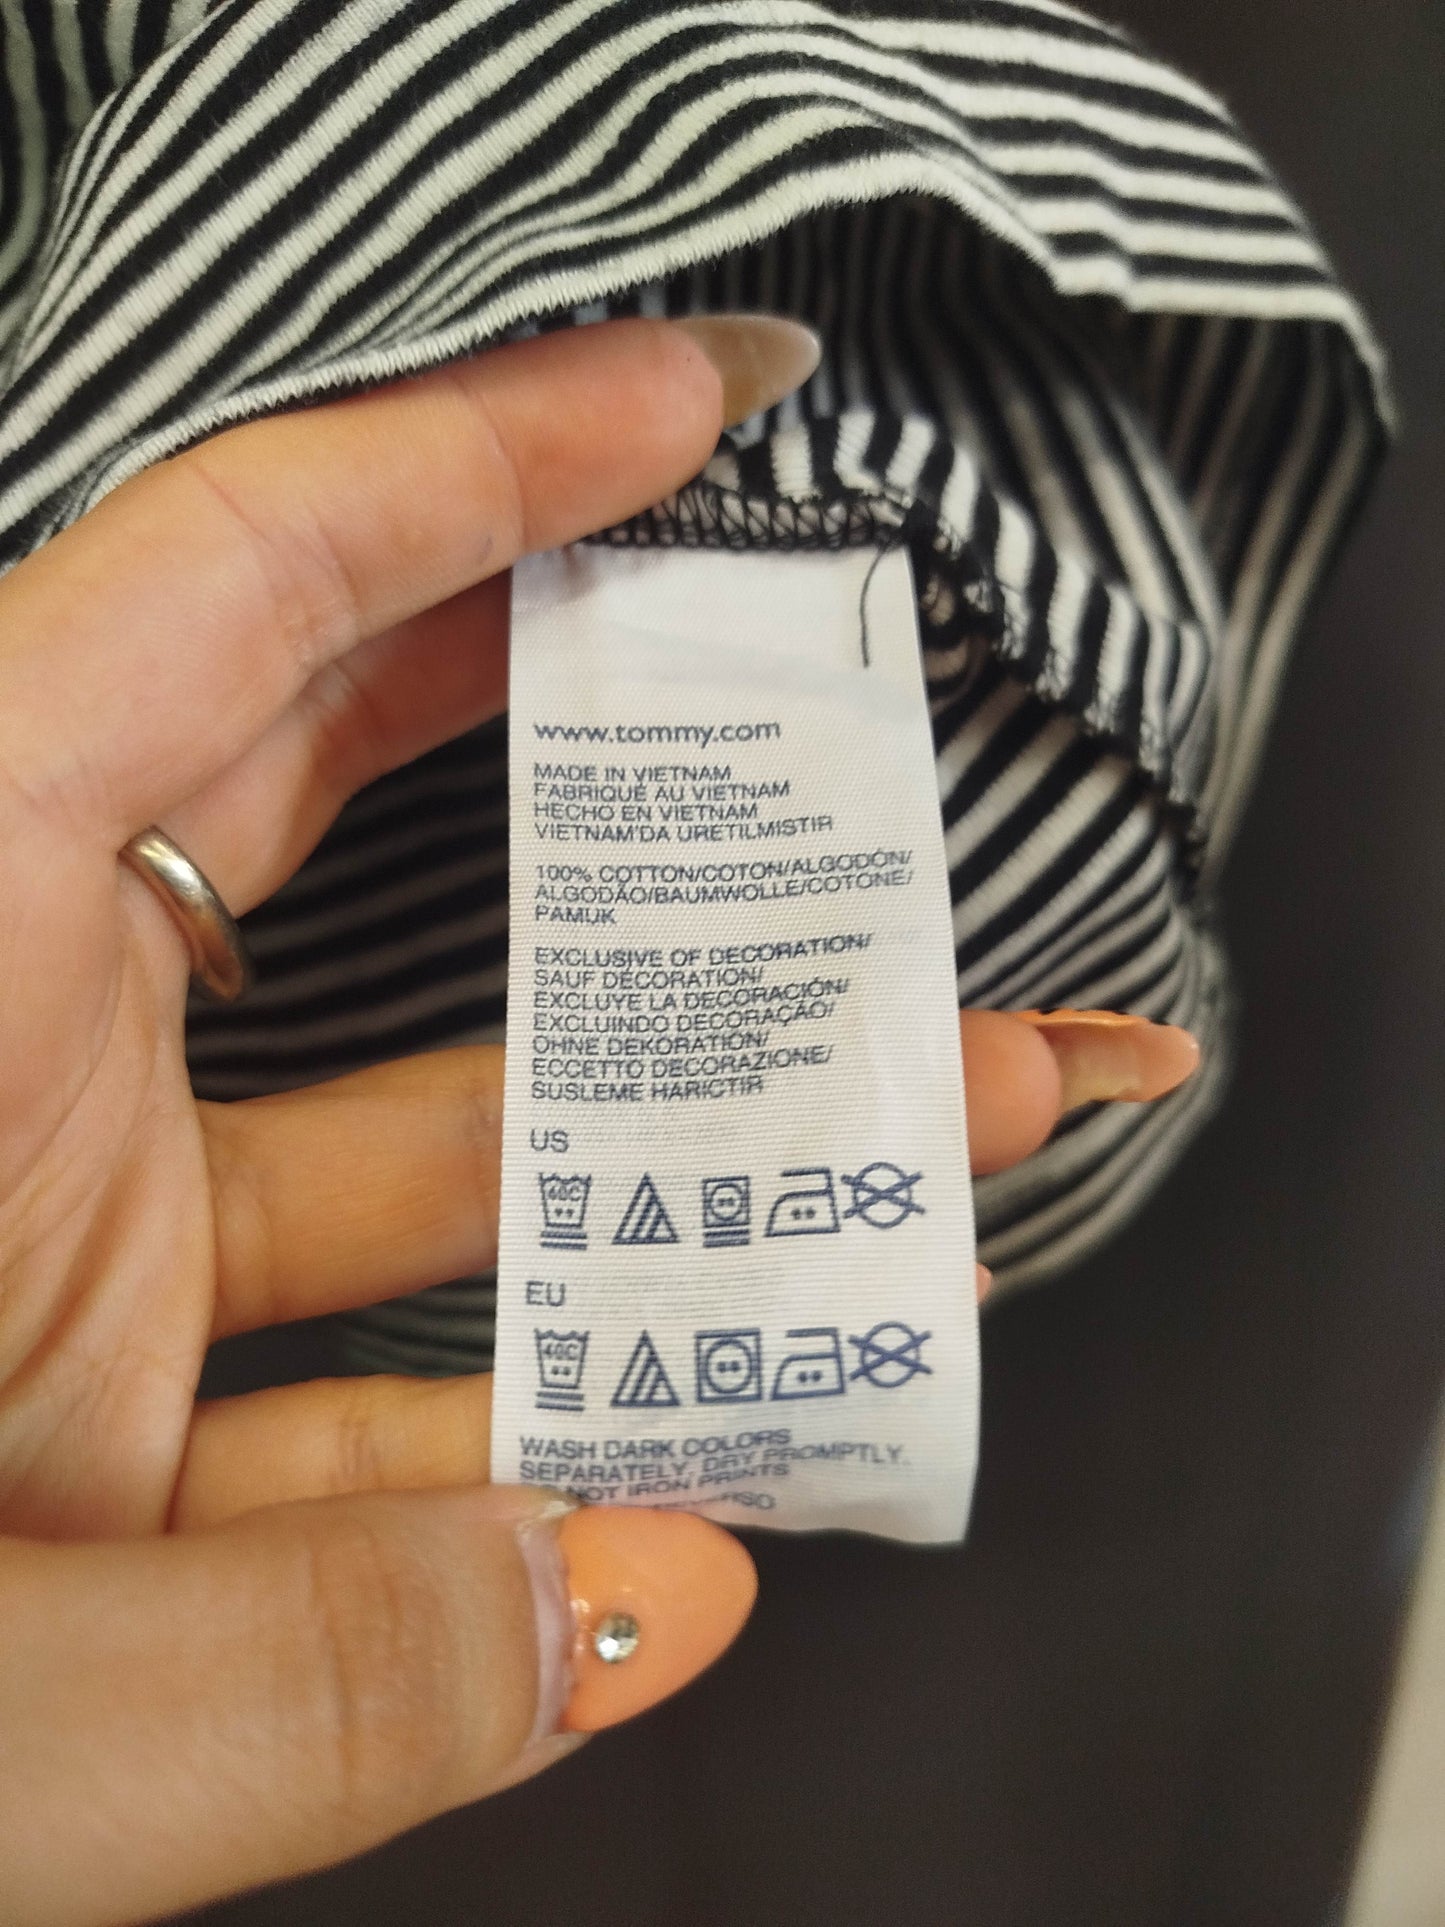 www.tommy.com
MADE IN VIETNAM
FABRIQUÉ AU VIETNAM
HECHO EN VIETNAM
VIETNAM'DA URETILMISTIR
100% COTTON/COTON/ALGODÓN/
ALGODÃO/BAUMWOLLE/COTONE/
PAMUK
EXCLUSIVE OF DECORATION/
SAUF DÉCORATION/
EXCLUYE LA DECORACIÓN/
EXCLUINDO DECORAÇÃO/
OHNE DEKORATION/
ECCETTO DECORAZIONE/
SUSLEME HARICTIR
US
40C
EU
40C
WASH DARK COLORS
SEPARATELY, DRY PROMPTLY.
NOT IRON PRINTS